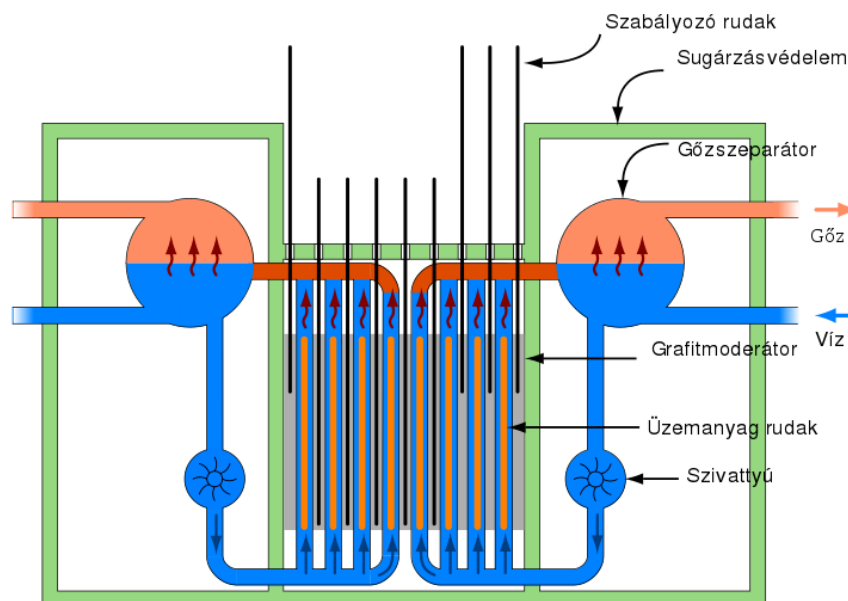 Szabályozó rudak
Sugárzásvédelem
Gőzszeparátor
Gőz
Víz
Grafitmoderátor
Üzemanyag rudak
Szivattyú